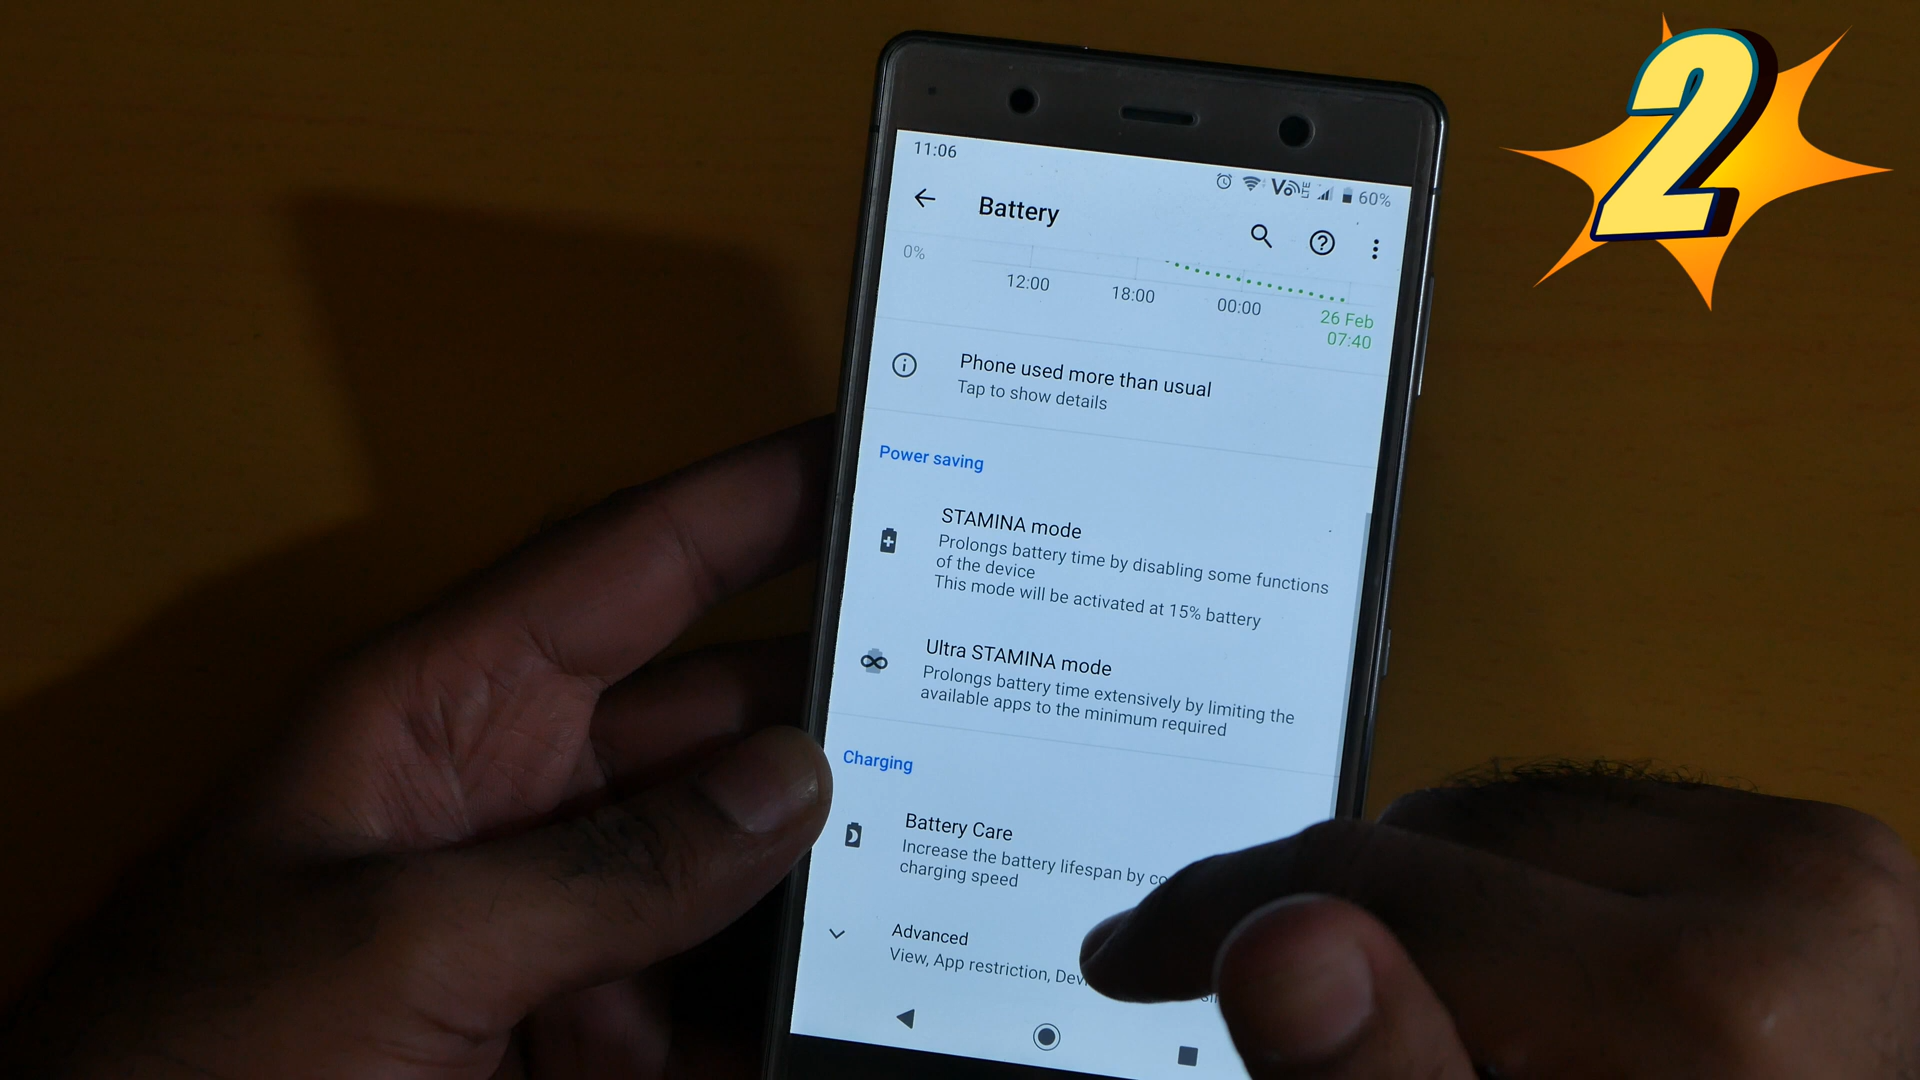 2
11:06
VoLTE 60%
Battery
0%
12:00 18:00 00:00 26 Feb
07:40
Phone used more than usual
Tap to show details
Power saving
STAMINA mode
Prolongs battery time by disabling some functions
of the device
This mode will be activated at 15% battery
Ultra STAMINA mode
Prolongs battery time extensively by limiting the
available apps to the minimum required
Charging
Battery Care
Increase the battery lifespan by
charging speed
Advanced
View, App restriction,